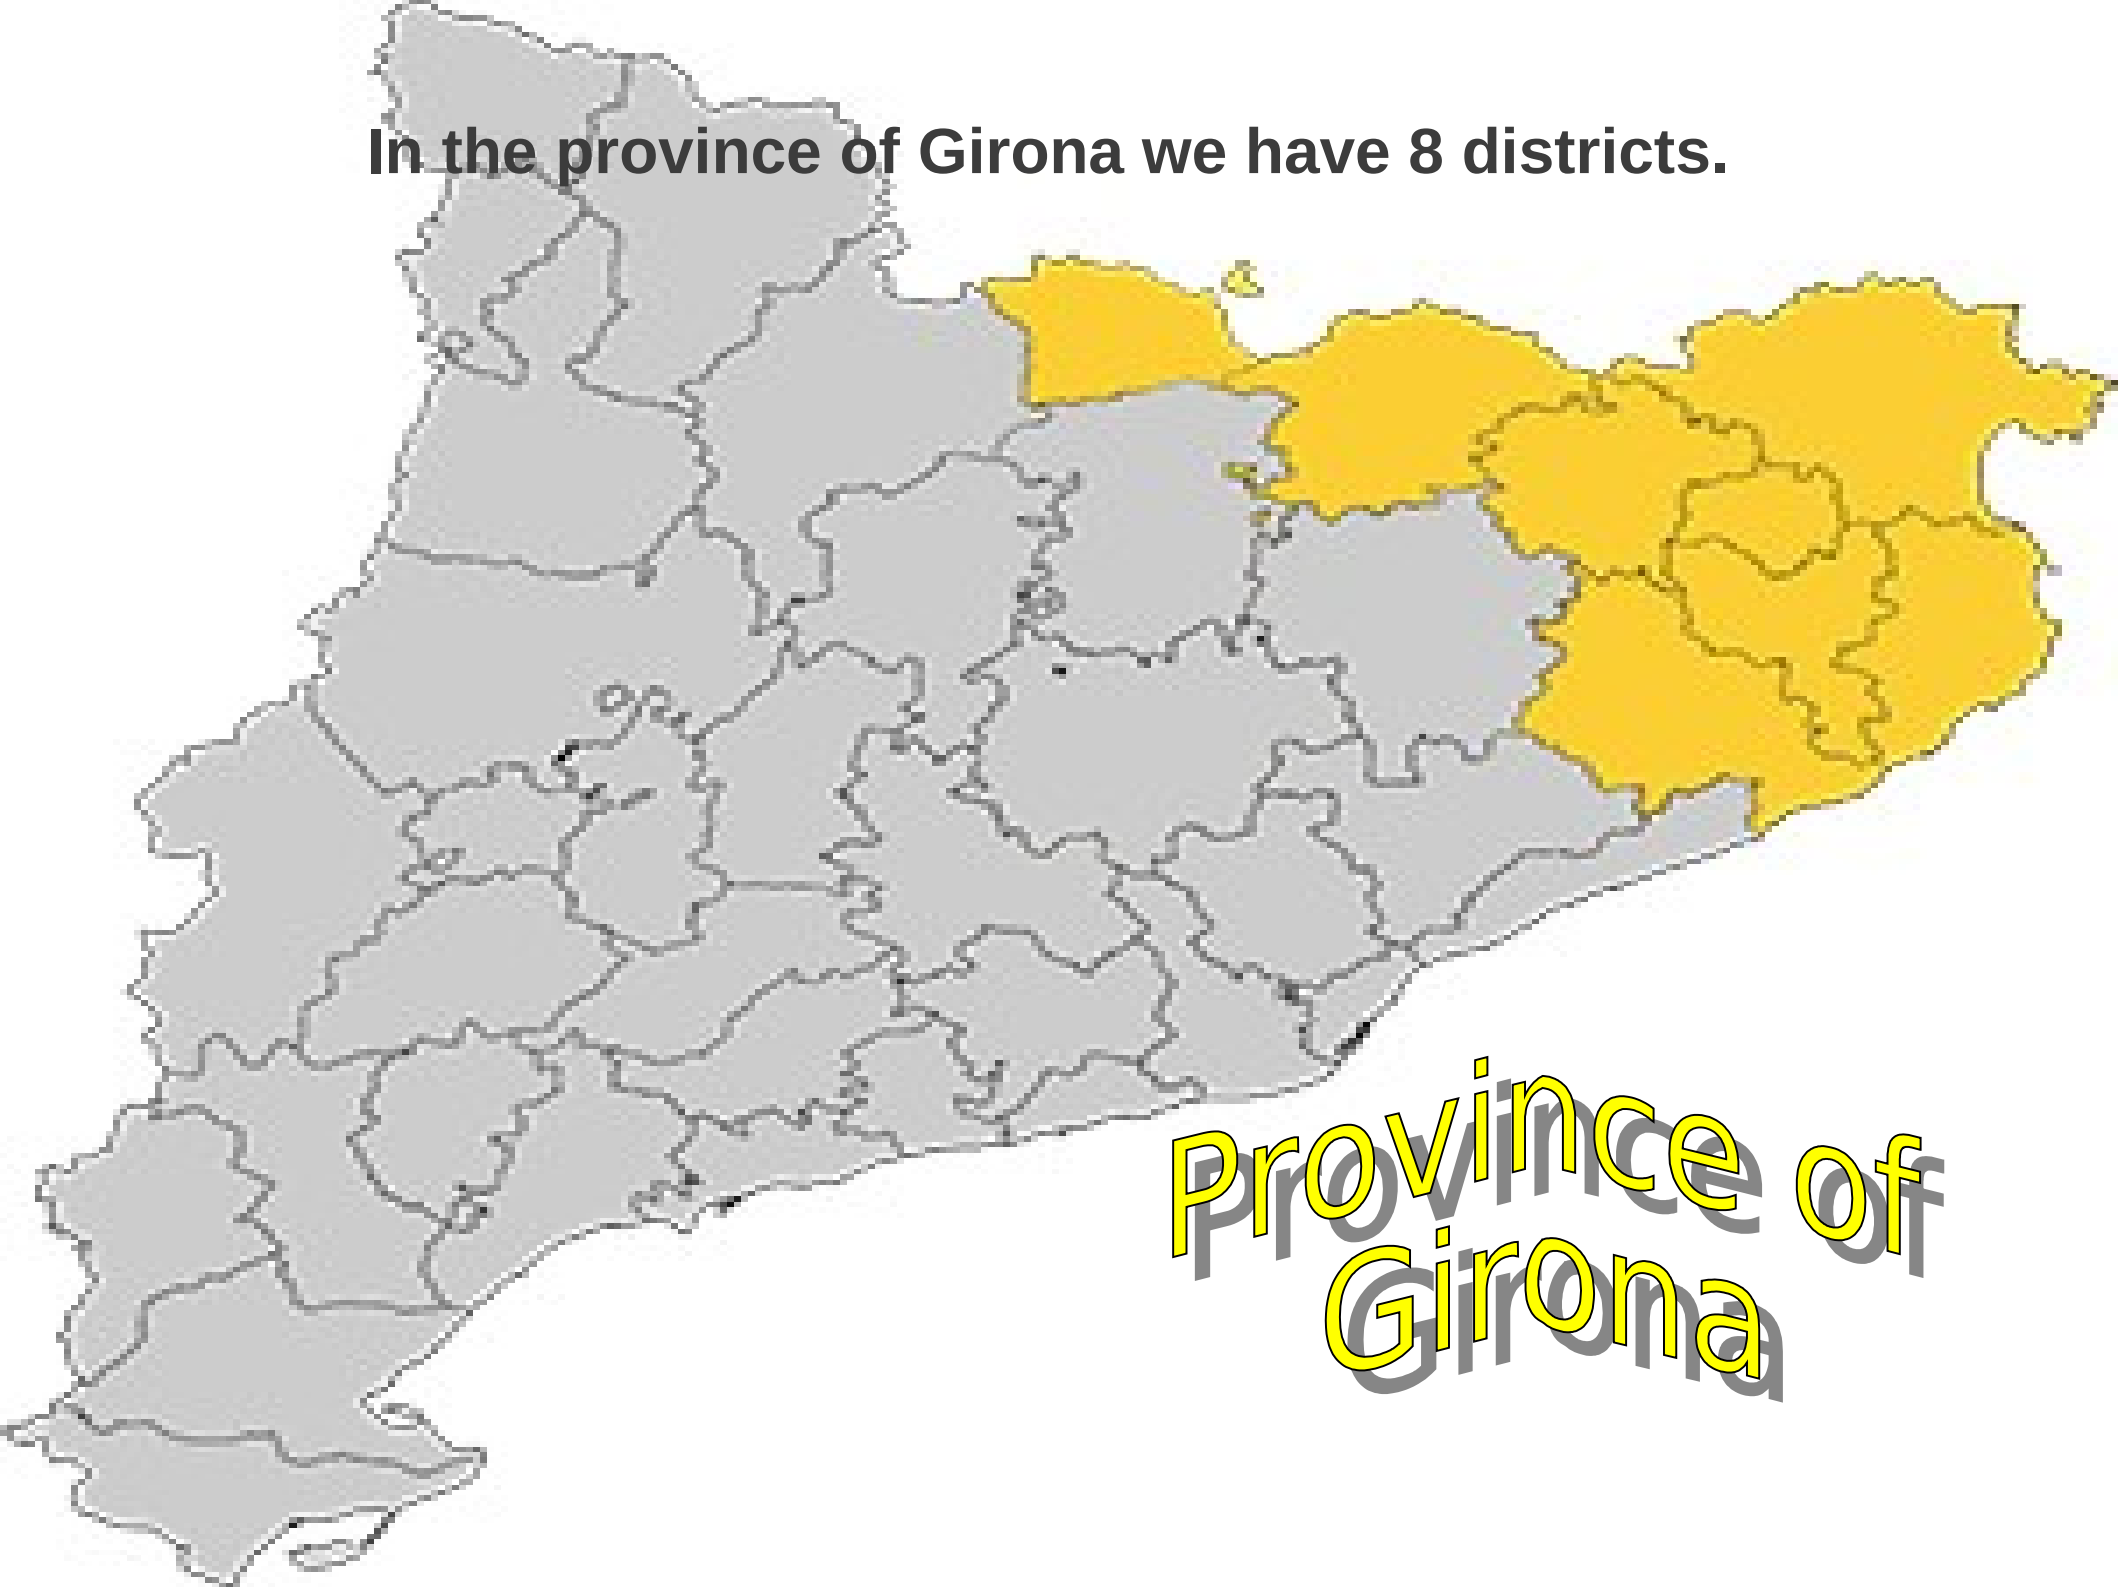 In the province of Girona we have 8 districts.
Province of
Girona